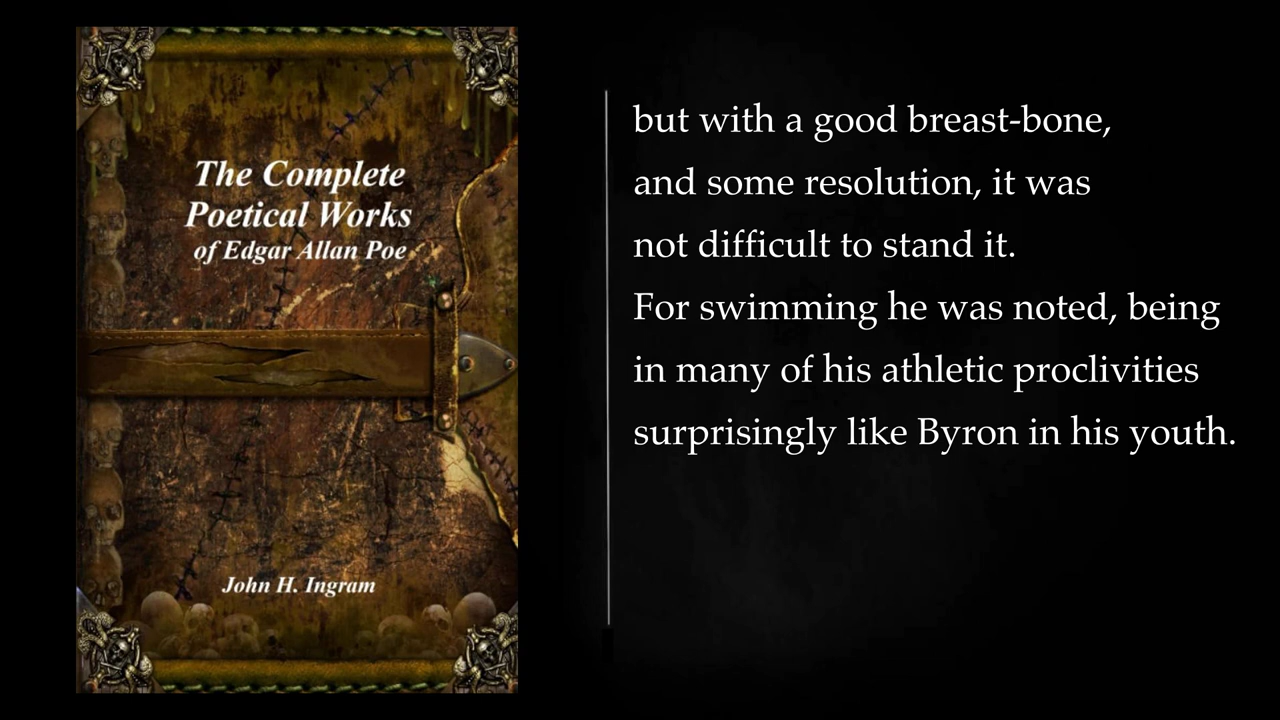 The Complete
Poetical Works
of Edgar Allan Poe
John H. Ingram
but with a good breast-bone,
and some resolution, it was
not difficult to stand it.
For swimming he was noted, being
in many of his athletic proclivities
surprisingly like Byron in his youth.